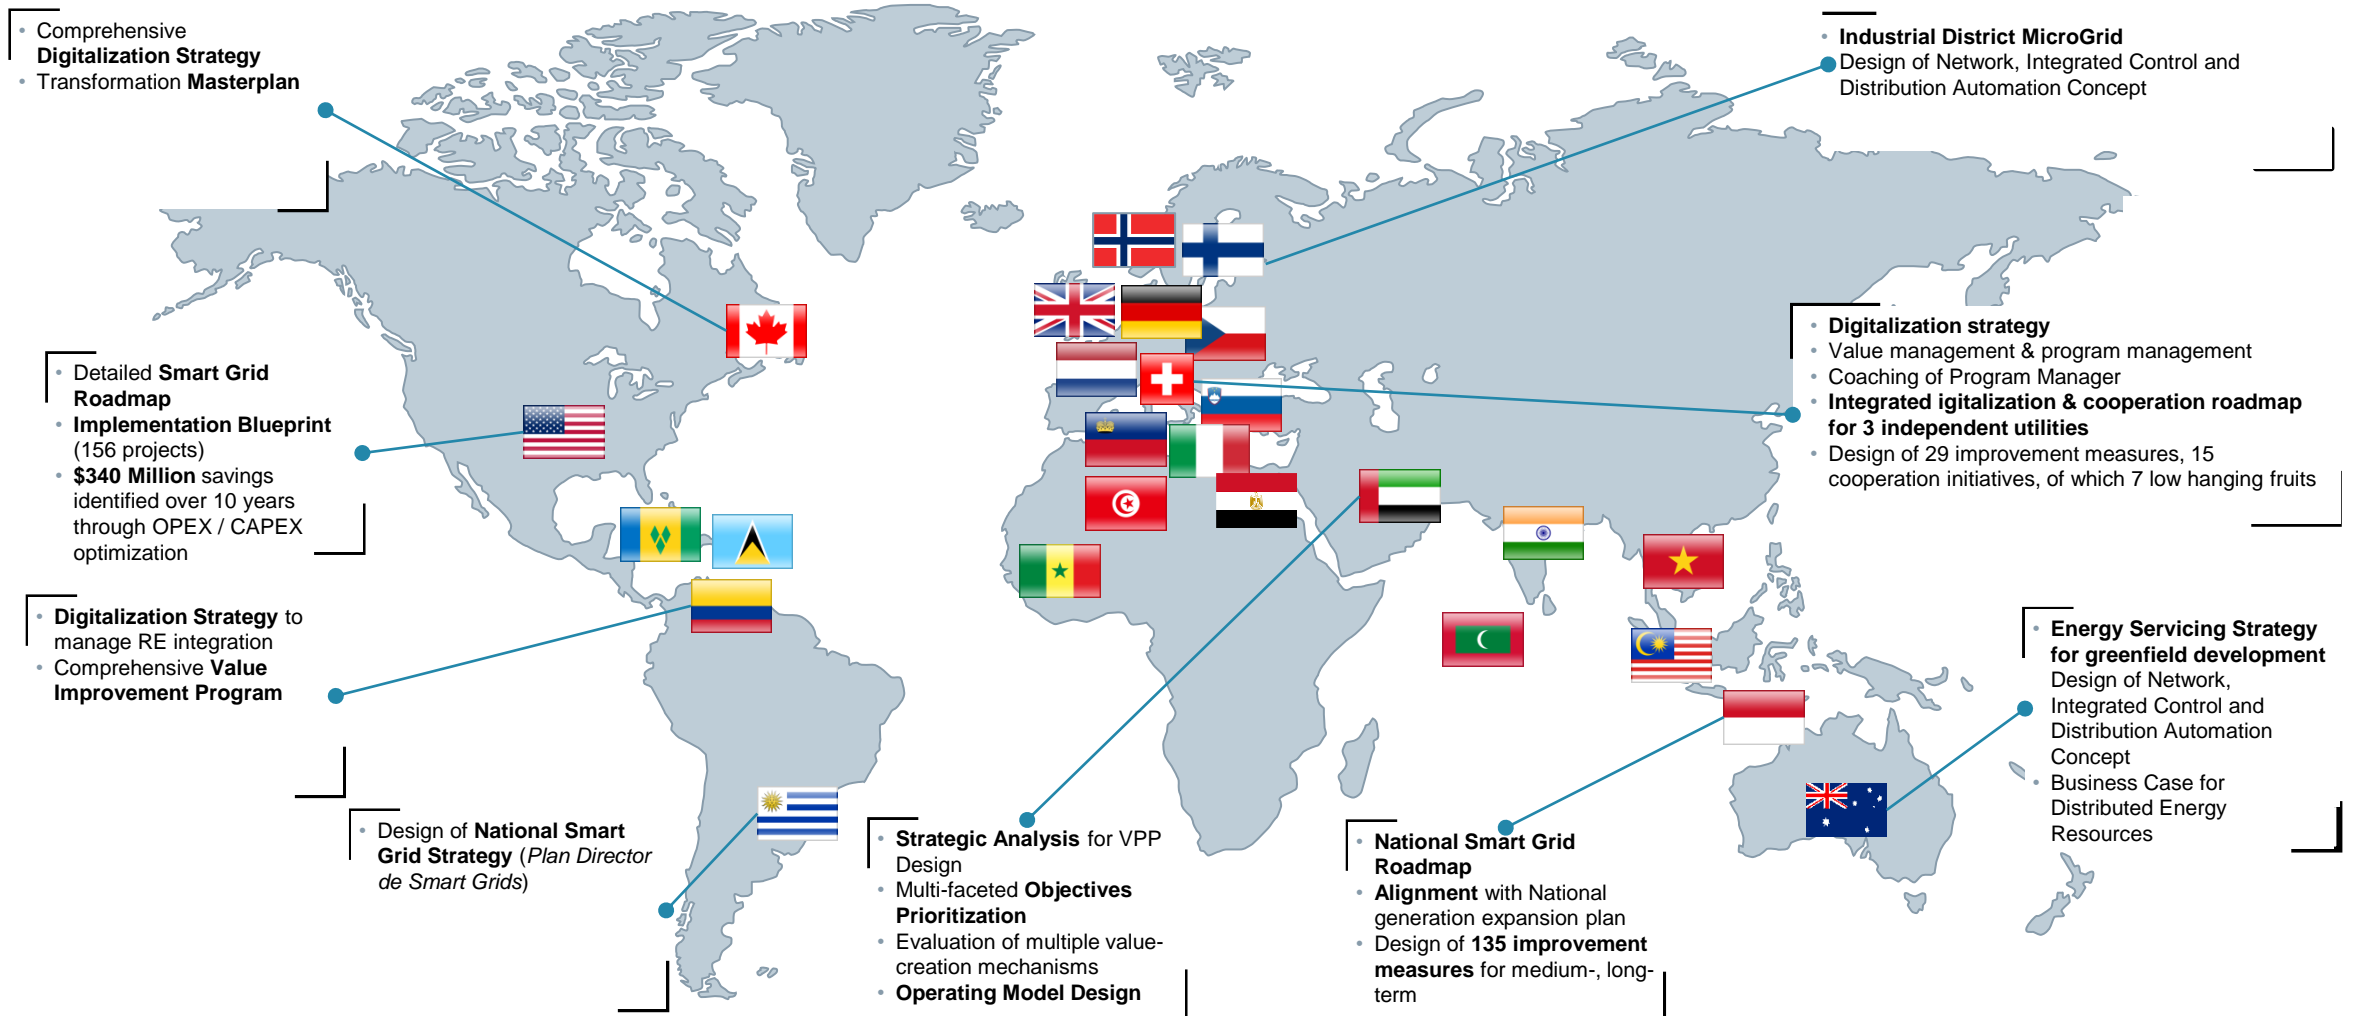 • Comprehensive
Digitalization Strategy
• Transformation Masterplan
• Industrial District MicroGrid
Design of Network, Integrated Control and
Distribution Automation Concept
• Detailed Smart Grid
Roadmap
• Implementation Blueprint
(156 projects)
• $340 Million savings
identified over 10 years
through OPEX / CAPEX
optimization
• Digitalization strategy
• Value management & program management
• Coaching of Program Manager
• Integrated igitalization & cooperation roadmap
for 3 independent utilities
• Design of 29 improvement measures, 15
cooperation initiatives, of which 7 low hanging fruits
• Digitalization Strategy to
manage RE integration
• Comprehensive Value
Improvement Program
• Energy Servicing Strategy
for greenfield development
Design of Network,
Integrated Control and
Distribution Automation
Concept
• Business Case for
Distributed Energy
Resources
• Design of National Smart
Grid Strategy (Plan Director
de Smart Grids)
• Strategic Analysis for VPP
Design
• Multi-faceted Objectives
Prioritization
• Evaluation of multiple value-
creation mechanisms
• Operating Model Design
• National Smart Grid
Roadmap
• Alignment with National
generation expansion plan
• Design of 135 improvement
measures for medium-, long-
term